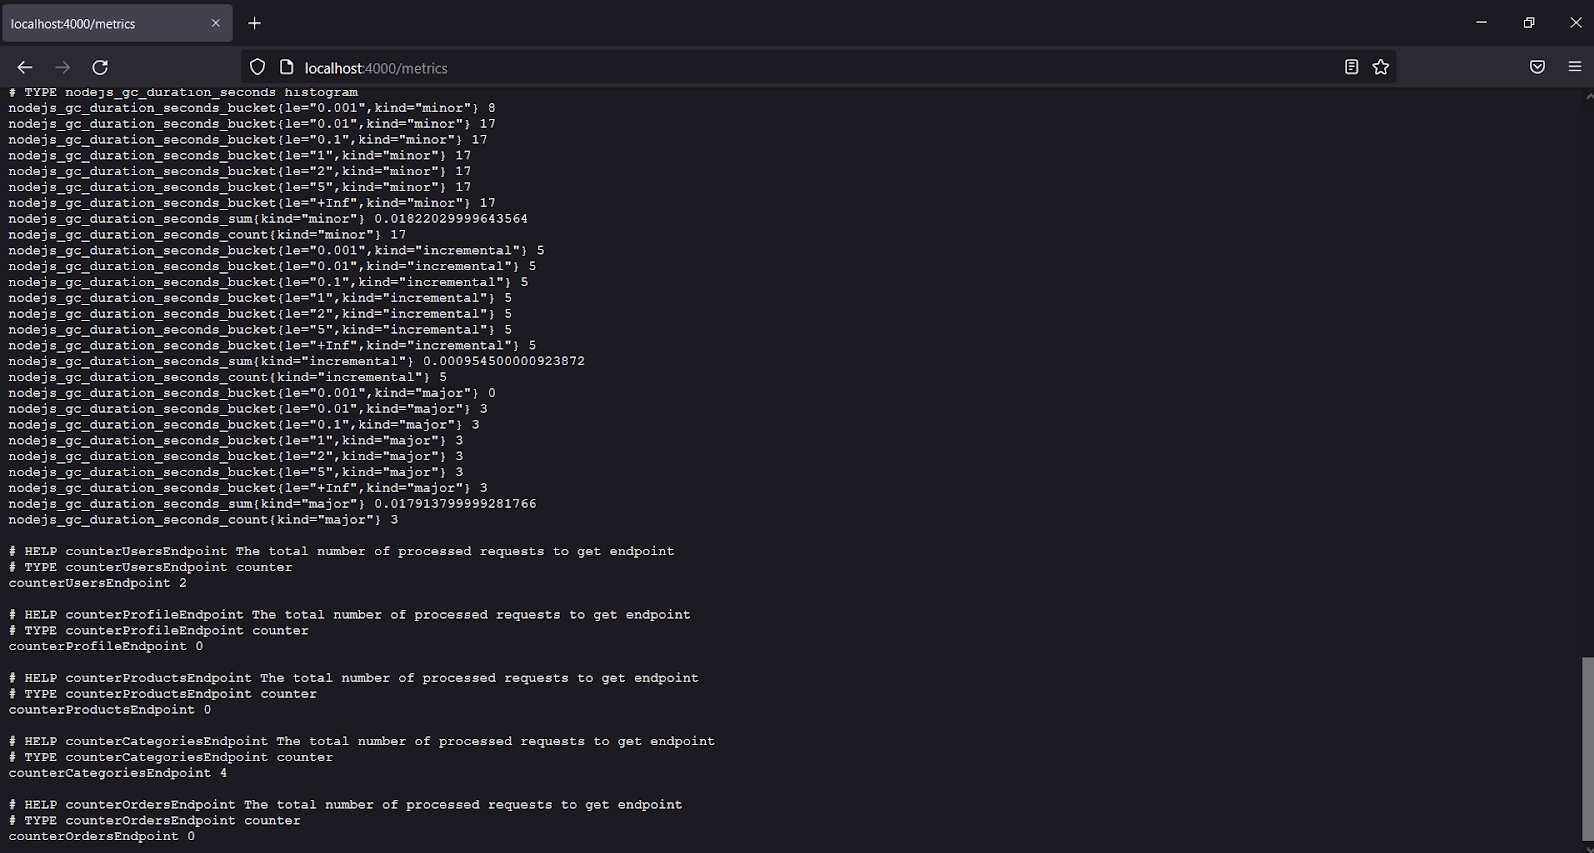 localhost:4000/metrics
localhost:4000/metrics
# TYPE nodejs_gc_duration_seconds histogram
nodejs_gc_duration_seconds_bucket{le="0.001",kind="minor"} 8
nodejs_gc_duration_seconds_bucket{le="0.01",kind="minor"} 17
nodejs_gc_duration_seconds_bucket{le="0.1",kind="minor"} 17
nodejs_gc_duration_seconds_bucket{le="1",kind="minor"} 17
nodejs_gc_duration_seconds_bucket{le="2",kind="minor"} 17
nodejs_gc_duration_seconds_bucket{le="5",kind="minor"} 17
nodejs_gc_duration_seconds_bucket{le="+Inf",kind="minor"} 17
nodejs_gc_duration_seconds_sum{kind="minor"} 0.01822029999643564
nodejs_gc_duration_seconds_count{kind="minor"} 17
nodejs_gc_duration_seconds_bucket{le="0.001",kind="incremental"} 5
nodejs_gc_duration_seconds_bucket{le="0.01",kind="incremental"} 5
nodejs_gc_duration_seconds_bucket{le="0.1",kind="incremental"} 5
nodejs_gc_duration_seconds_bucket{le="1",kind="incremental"} 5
nodejs_gc_duration_seconds_bucket{le="2",kind="incremental"} 5
nodejs_gc_duration_seconds_bucket{le="5",kind="incremental"} 5
nodejs_gc_duration_seconds_bucket{le="+Inf",kind="incremental"} 5
nodejs_gc_duration_seconds_sum{kind="incremental"} 0.000954500000923872
nodejs_gc_duration_seconds_count{kind="incremental"} 5
nodejs_gc_duration_seconds_bucket{le="0.001",kind="major"} 0
nodejs_gc_duration_seconds_bucket{le="0.01",kind="major"} 3
nodejs_gc_duration_seconds_bucket{le="0.1",kind="major"} 3
nodejs_gc_duration_seconds_bucket{le="1",kind="major"} 3
nodejs_gc_duration_seconds_bucket{le="2",kind="major"} 3
nodejs_gc_duration_seconds_bucket{le="5",kind="major"} 3
nodejs_gc_duration_seconds_bucket{le="+Inf",kind="major"} 3
nodejs_gc_duration_seconds_sum{kind="major"} 0.017913799999281766
nodejs_gc_duration_seconds_count{kind="major"} 3
# HELP counterUsersEndpoint The total number of processed requests to get endpoint
# TYPE counterUsersEndpoint counter
counterUsersEndpoint 2
# HELP counterProfileEndpoint The total number of processed requests to get endpoint
# TYPE counterProfileEndpoint counter
counterProfileEndpoint 0
# HELP counterProductsEndpoint The total number of processed requests to get endpoint
# TYPE counterProductsEndpoint counter
counterProductsEndpoint 0
# HELP counterCategoriesEndpoint The total number of processed requests to get endpoint
# TYPE counterCategoriesEndpoint counter
counterCategoriesEndpoint 4
# HELP counterOrdersEndpoint The total number of processed requests to get endpoint
# TYPE counterOrdersEndpoint counter
counterOrdersEndpoint 0